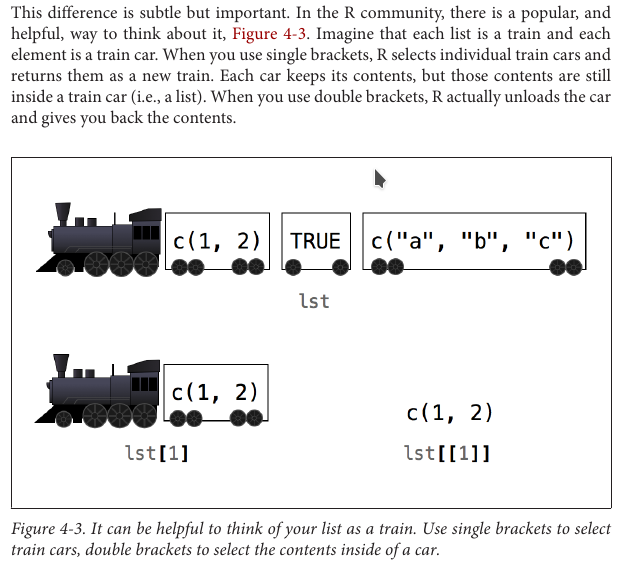 This difference is subtle but important. In the R community, there is a popular, and
helpful, way to think about it, Figure 4-3. Imagine that each list is a train and each
element is a train car. When you use single brackets, R selects individual train cars and
returns them as a new train. Each car keeps its contents, but those contents are still
inside a train car (i.e., a list). When you use double brackets, R actually unloads the car
and gives you back the contents.
c(1, 2) TRUE c("a", "b", "c")
lst
c(1, 2)
c(1, 2)
lst[1] lst[[1]]
Figure 4-3. It can be helpful to think of your list as a train. Use single brackets to select
train cars, double brackets to select the contents inside of a car.